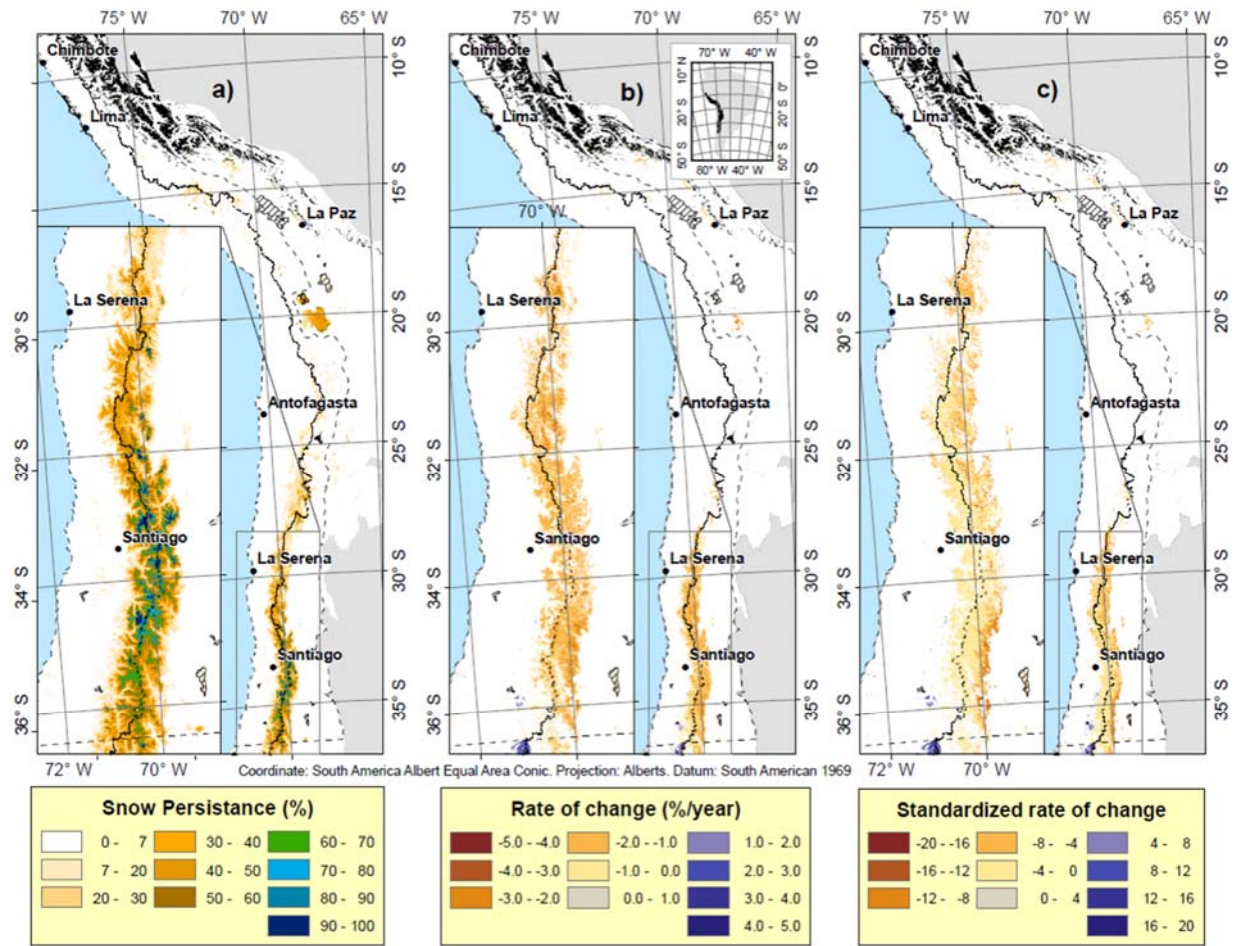 75° W 70° W 65° W 75° W 70° W 65° W 75° W 70° W 65° W
Chimbote
a)
Lima
La Paz
La Serena
Antofagasta
Santiago
La Serena
Santiago
30° S
32° S
34° S
36° S
10° S
15° S
20° S
25° S
30° S
35° S
72° W 70° W
Chimbote
b)
Lima
70° W 40° W
10° N
20° S
50° S
0°
20° S
50° S
80° W 40° W
70° W
La Paz
La Serena
Antofagasta
Santiago
La Serena
Santiago
30° S
32° S
34° S
36° S
10° S
15° S
20° S
25° S
30° S
35° S
Chimbote
c)
Lima
La Paz
La Serena
Antofagasta
Santiago
La Serena
Santiago
30° S
32° S
34° S
36° S
10° S
15° S
20° S
25° S
30° S
35° S
72° W 70° W
Coordinate: South America Albert Equal Area Conic. Projection: Alberts. Datum: South American 1969
Snow Persistance (%)
0 - 7 30 - 40 60 - 70
7 - 20 40 - 50 70 - 80
20 - 30 50 - 60 80 - 90
90 - 100
Rate of change (%/year)
-5.0 --4.0 -2.0 --1.0 1.0 - 2.0
-4.0 --3.0 -1.0 - 0.0 2.0 - 3.0
-3.0 --2.0 0.0 - 1.0 3.0 - 4.0
4.0 - 5.0
Standardized rate of change
-20 - -16 -8 - -4 4 - 8
-16 - -12 -4 - 0 8 - 12
-12 - -8 0 - 4 12 - 16
16 - 20